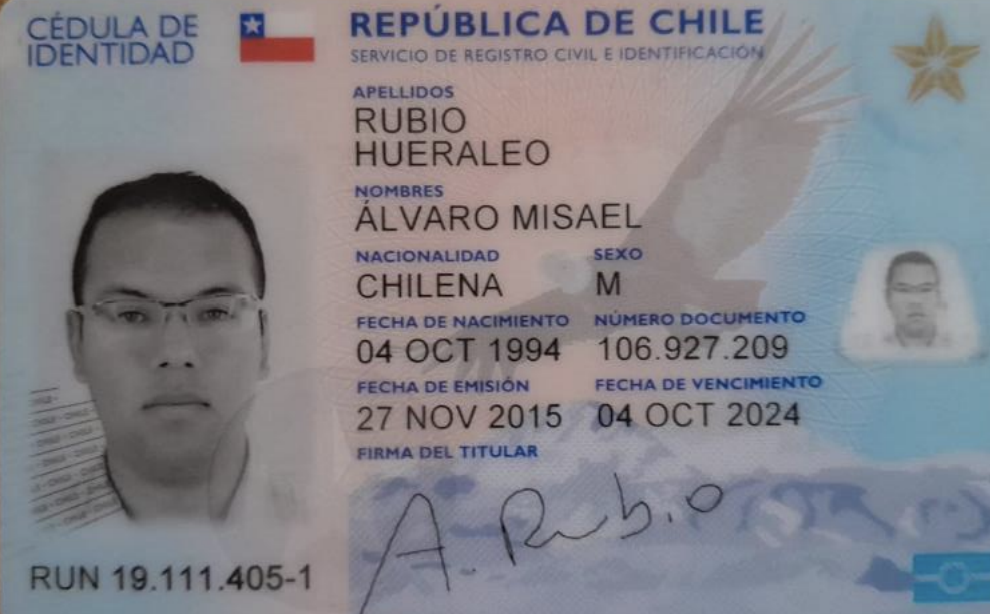 CÉDULA DE
IDENTIDAD
REPÚBLICA DE CHILE
SERVICIO DE REGISTRO CIVIL E IDENTIFICACIÓN
APELLIDOS
RUBIO
HUERALEO
NOMBRES
ÁLVARO MISAEL
NACIONALIDAD SEXO
CHILENA M
FECHA DE NACIMIENTO NÚMERO DOCUMENTO
04 OCT 1994 106.927.209
FECHA DE EMISIÓN FECHA DE VENCIMIENTO
27 NOV 2015 04 OCT 2024
FIRMA DEL TITULAR
A. Rubio
RUN 19.111.405-1